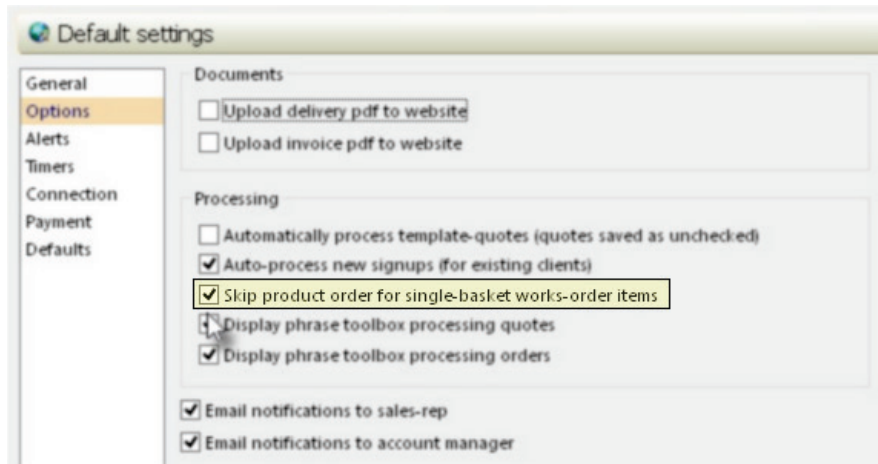 Default settings
General
Options
Alerts
Timers
Connection
Payment
Defaults
Documents
Upload delivery pdf to website
Upload invoice pdf to website
Processing
Automatically process template-quotes (quotes saved as unchecked)
Auto-process new signups (for existing clients)
Skip product order for single-basket works-order items
Display phrase toolbox processing quotes
Display phrase toolbox processing orders
Email notifications to sales-rep
Email notifications to account manager